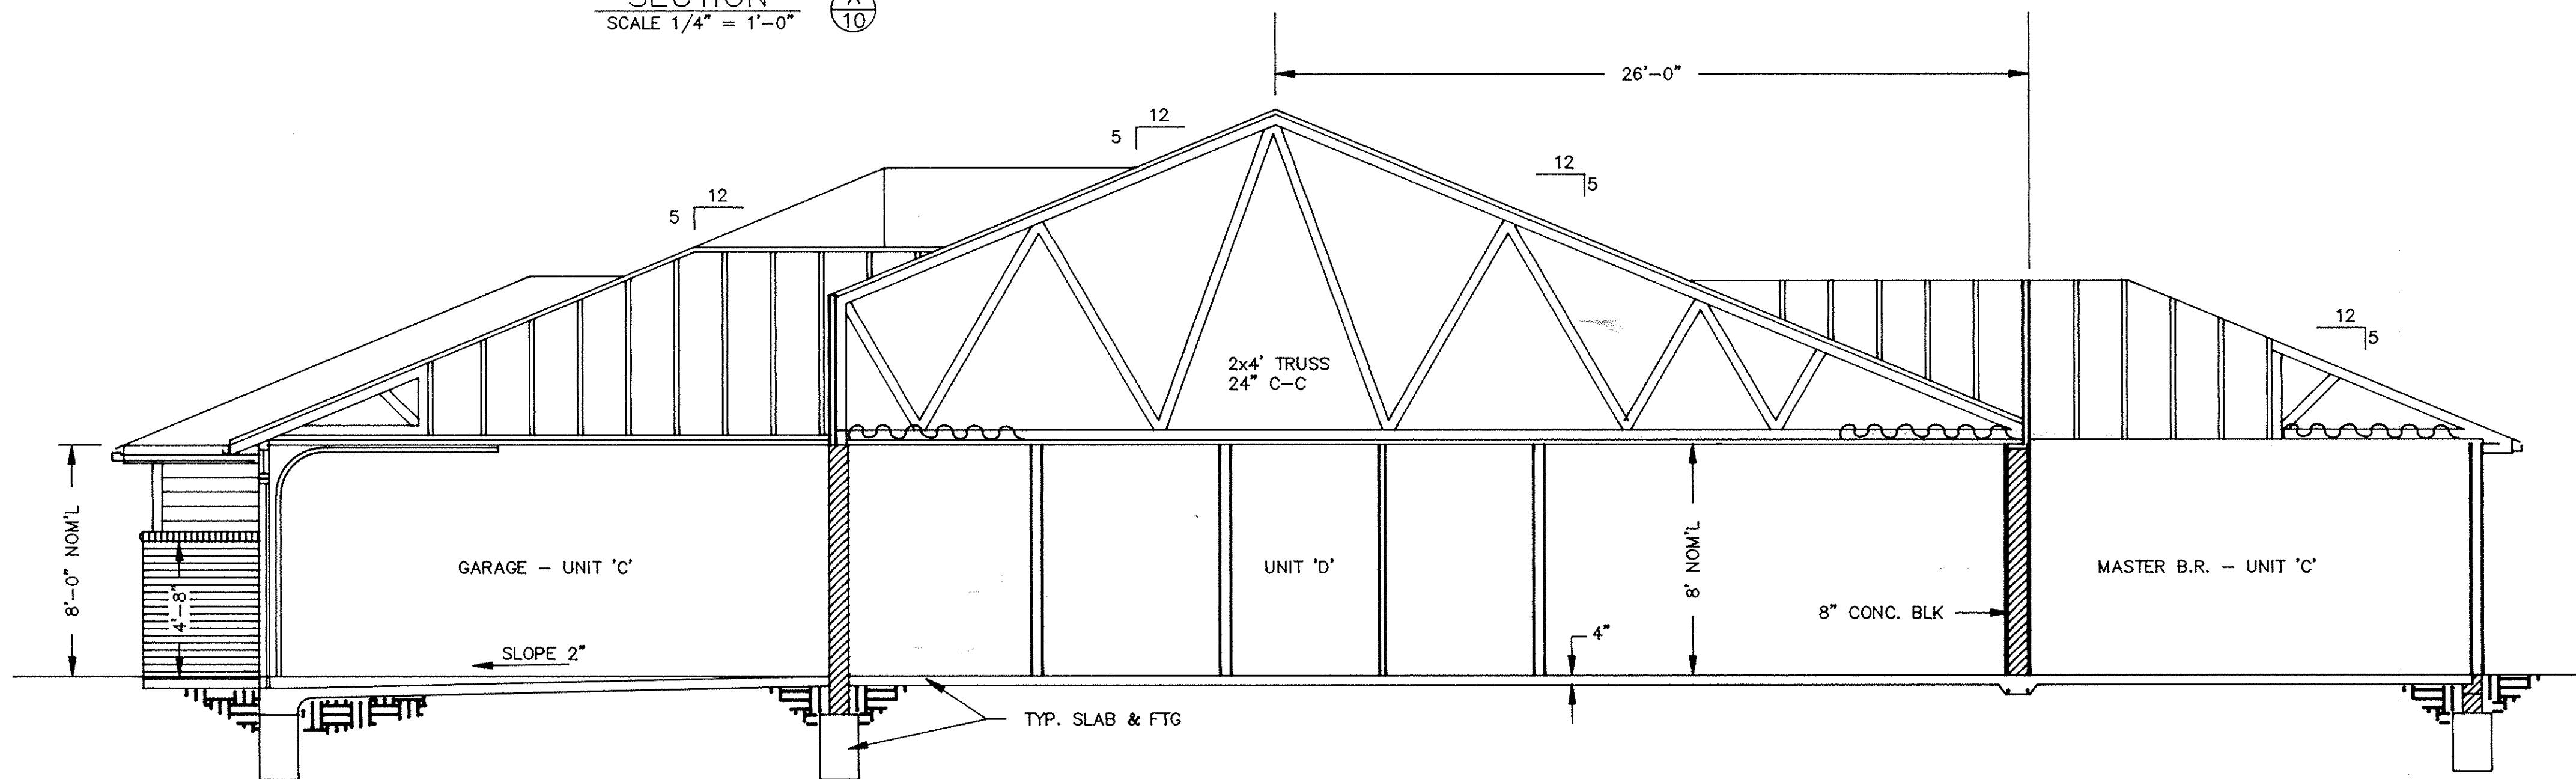 SECTION
SCALE 1/4" = 1'-0"
10
26'-0"
12
5
12
5
12
5
12
5
2x4' TRUSS
24" C-C
8'-0" NOM'L
4'-8"
GARAGE - UNIT 'C'
SLOPE 2"
UNIT 'D'
8' NOM'L
8" CONC. BLK
4"
MASTER B.R. - UNIT 'C'
TYP. SLAB & FTG